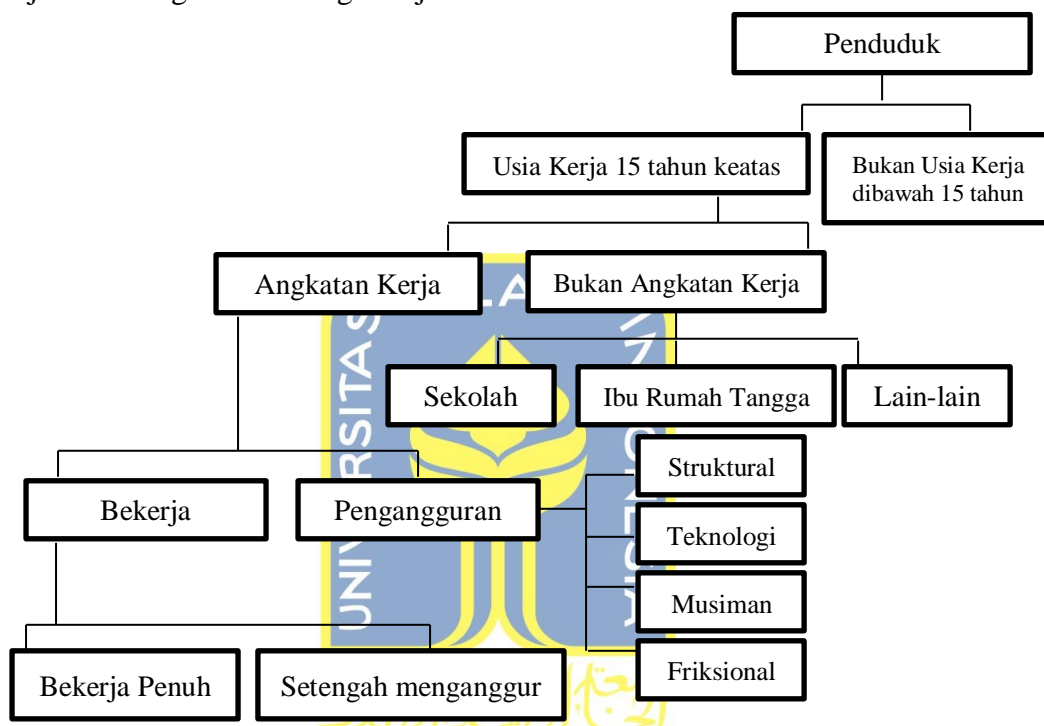 Penduduk
Usia Kerja 15 tahun keatas
Bukan Usia Kerja
dibawah 15 tahun
Angkatan Kerja
Bukan Angkatan Kerja
Sekolah
Ibu Rumah Tangga
Lain-lain
Bekerja
Pengangguran
Struktural
Teknologi
Musiman
Friksional
Bekerja Penuh
Setengah menganggur
UNIVERSITAS